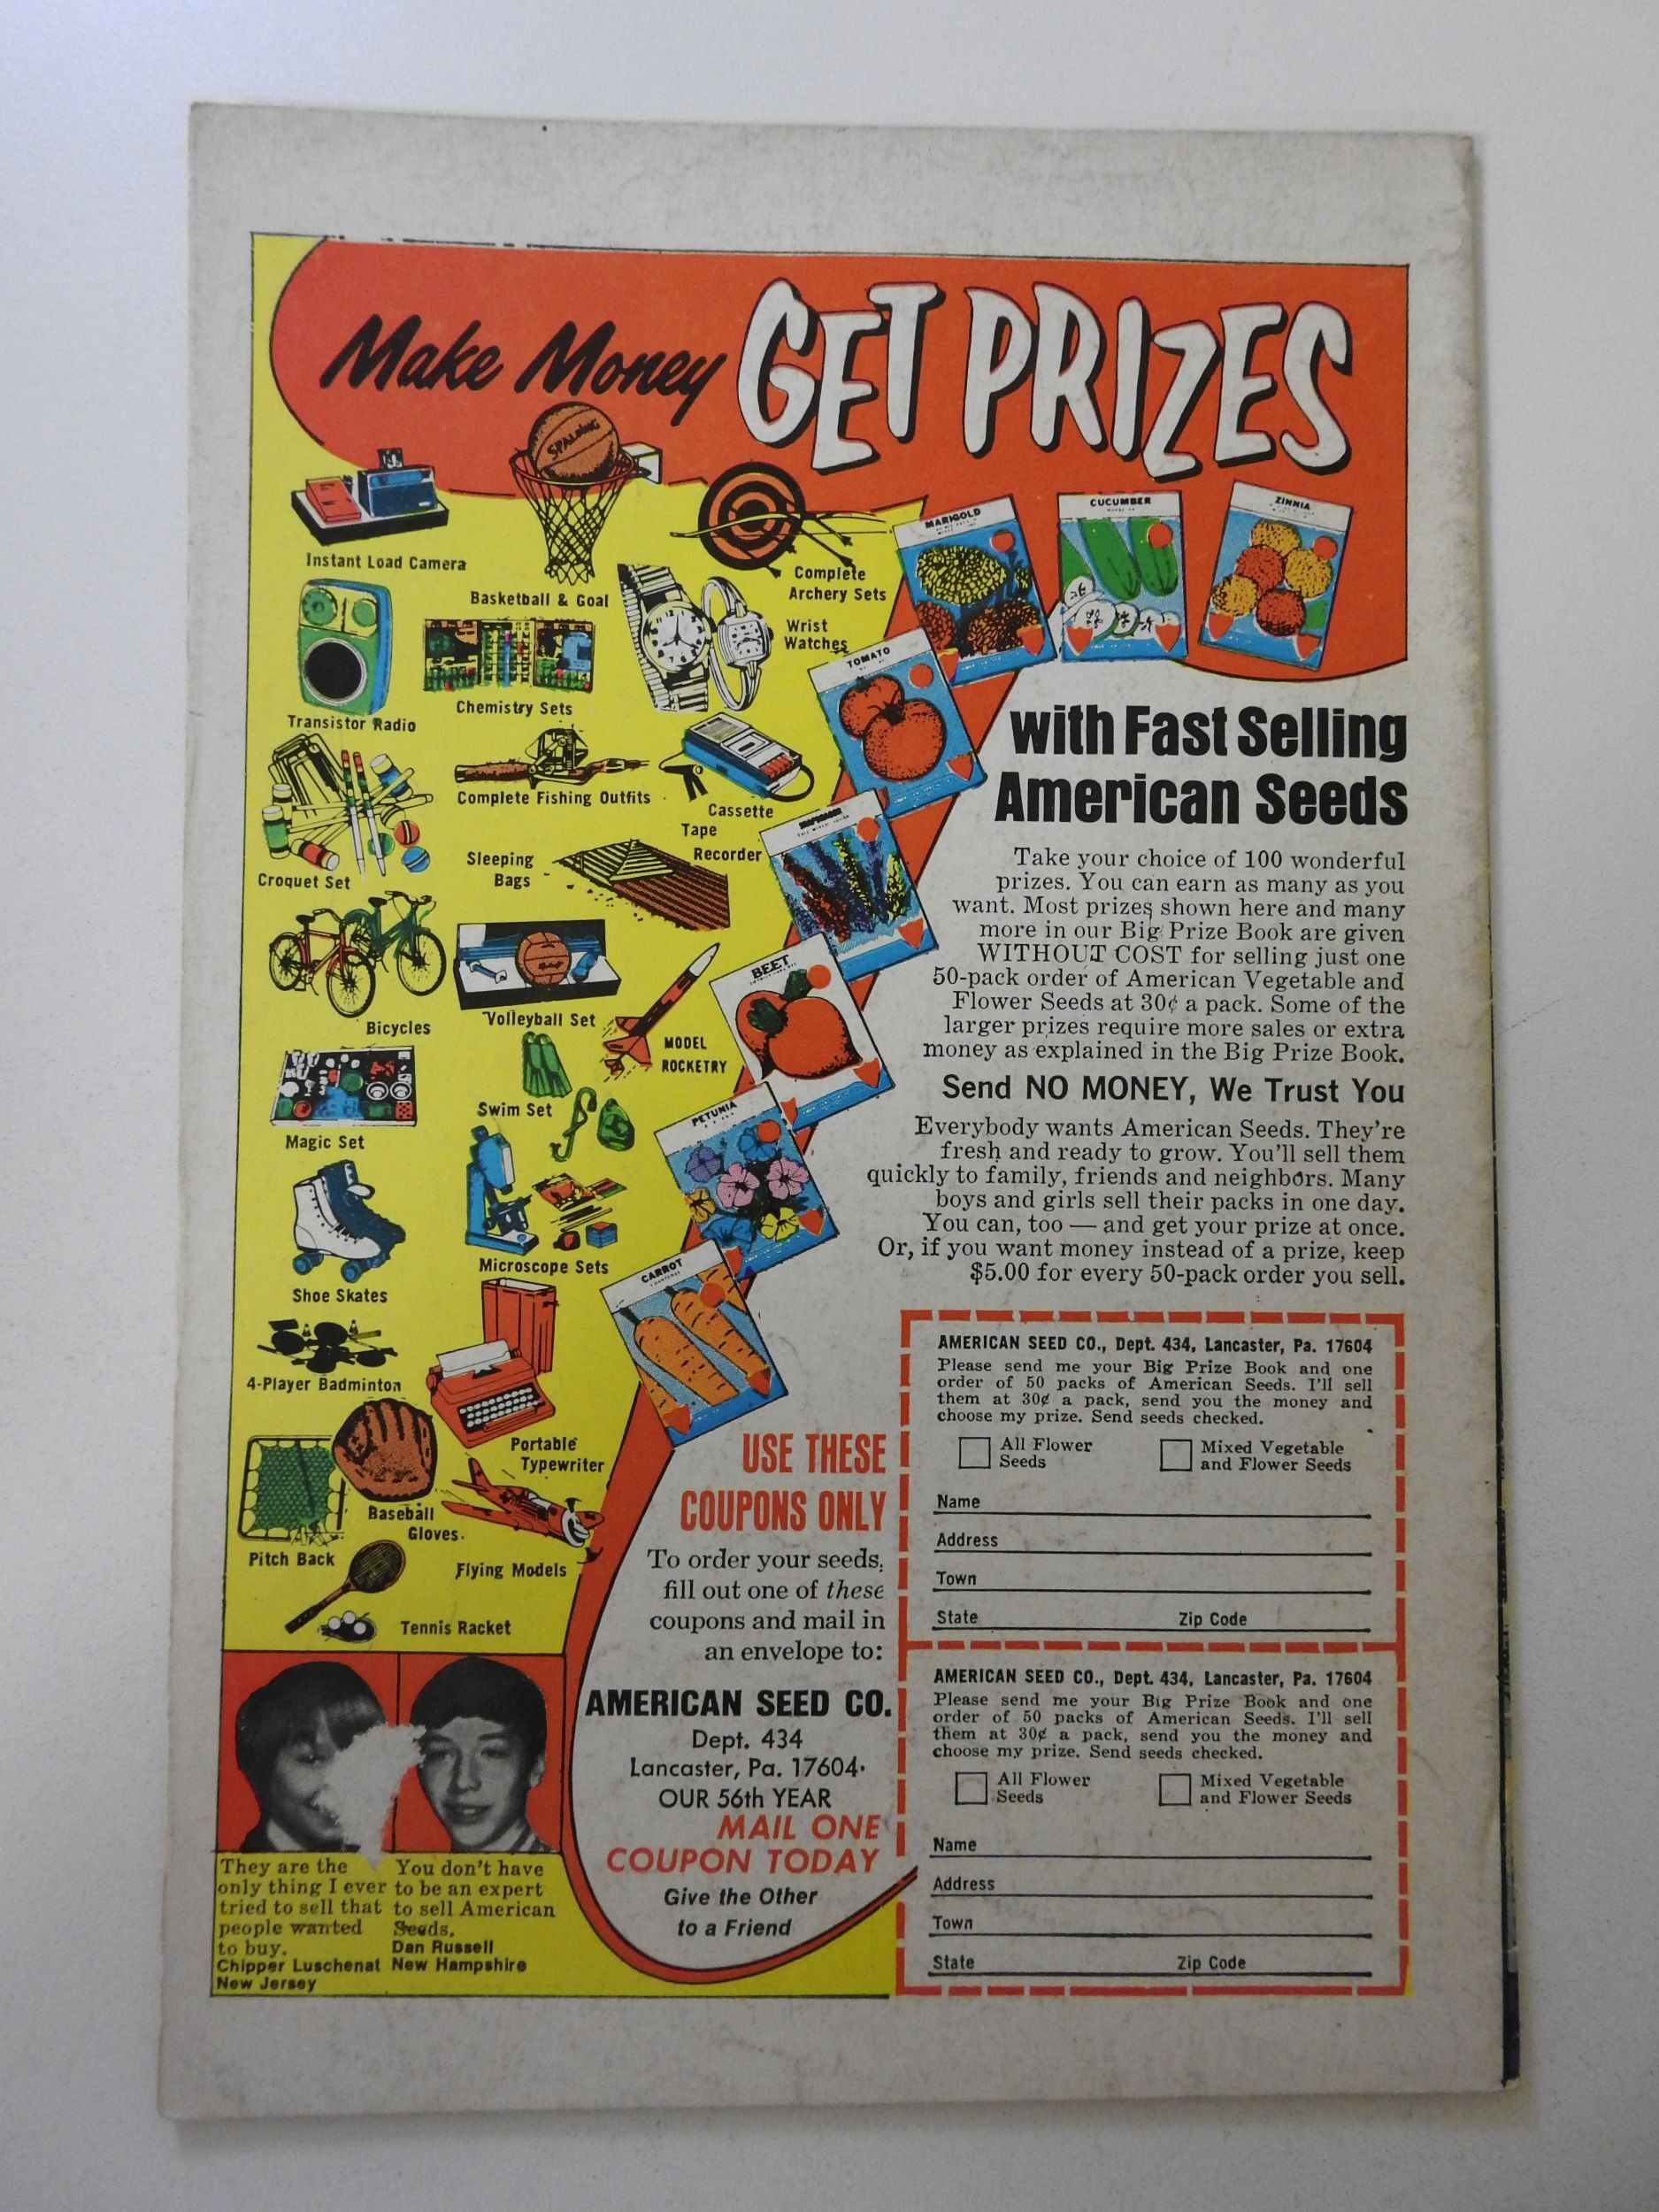 Make Money GET PRIZES
SPALDING
Instant Load Camera
Basketball & Goal
Complete
Archery Sets
Wrist
Watches
Transistor Radio
Chemistry Sets
Complete Fishing Outfits
Cassette
Tape
Recorder
Croquet Set
Sleeping
Bags
Bicycles
Volleyball Set
MODEL
ROCKETRY
Magic Set
Swim Set
Shoe Skates
Microscope Sets
4-Player Badminton
Portable
Typewriter
Pitch Back
Baseball
Gloves
Flying Models
Tennis Racket
MARIGOLD
CUCUMBER
ZINNIA
TOMATO
BEET
PETUNIA
CARROT
with Fast Selling
American Seeds
Take your choice of 100 wonderful
prizes. You can earn as many as you
want. Most prizes shown here and many
more in our Big Prize Book are given
WITHOUT COST for selling just one
50-pack order of American Vegetable and
Flower Seeds at 30¢ a pack. Some of the
larger prizes require more sales or extra
money as explained in the Big Prize Book.
Send NO MONEY, We Trust You
Everybody wants American Seeds. They're
fresh and ready to grow. You'll sell them
quickly to family, friends and neighbors. Many
boys and girls sell their packs in one day.
You can, too — and get your prize at once.
Or, if you want money instead of a prize, keep
$5.00 for every 50-pack order you sell.
USE THESE
COUPONS ONLY
To order your seeds,
fill out one of these
coupons and mail in
an envelope to:
AMERICAN SEED CO.
Dept. 434
Lancaster, Pa. 17604
OUR 56th YEAR
MAIL ONE
COUPON TODAY
Give the Other
to a Friend
AMERICAN SEED CO., Dept. 434, Lancaster, Pa. 17604
Please send me your Big Prize Book and one
order of 50 packs of American Seeds. I'll sell
them at 30¢ a pack, send you the money and
choose my prize. Send seeds checked.
All Flower
Seeds
Mixed Vegetable
and Flower Seeds
Name
Address
Town
State Zip Code
AMERICAN SEED CO., Dept. 434, Lancaster, Pa. 17604
Please send me your Big Prize Book and one
order of 50 packs of American Seeds. I'll sell
them at 30¢ a pack, send you the money and
choose my prize. Send seeds checked.
All Flower
Seeds
Mixed Vegetable
and Flower Seeds
Name
Address
Town
State Zip Code
They are the
only thing I ever
tried to sell that
people wanted
to buy.
Chipper Luschenat
New Jersey
You don't have
to be an expert
to sell American
Seeds.
Dan Russell
New Hampshire